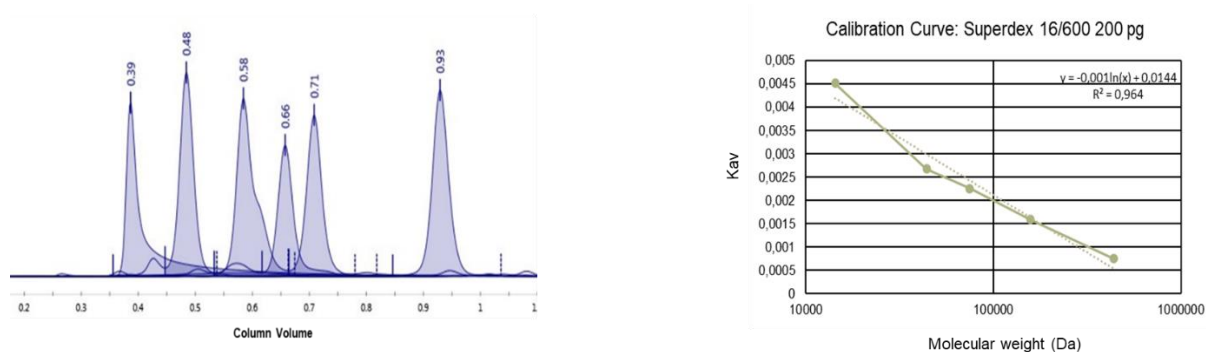 0.39
0.48
0.58
0.66
0.71
0.93
0.2 0.3 0.4 0.5 0.6 0.7 0.8 0.9 1 1.
Column Volume
Calibration Curve: Superdex 16/600 200 pg
y = -0,001ln(x) + 0,0144
R² = 0,964
0,005
0,0045
0,004
0,0035
0,003
0,0025
0,002
0,0015
0,001
0,0005
0
Kav
10000 100000 1000000
Molecular weight (Da)